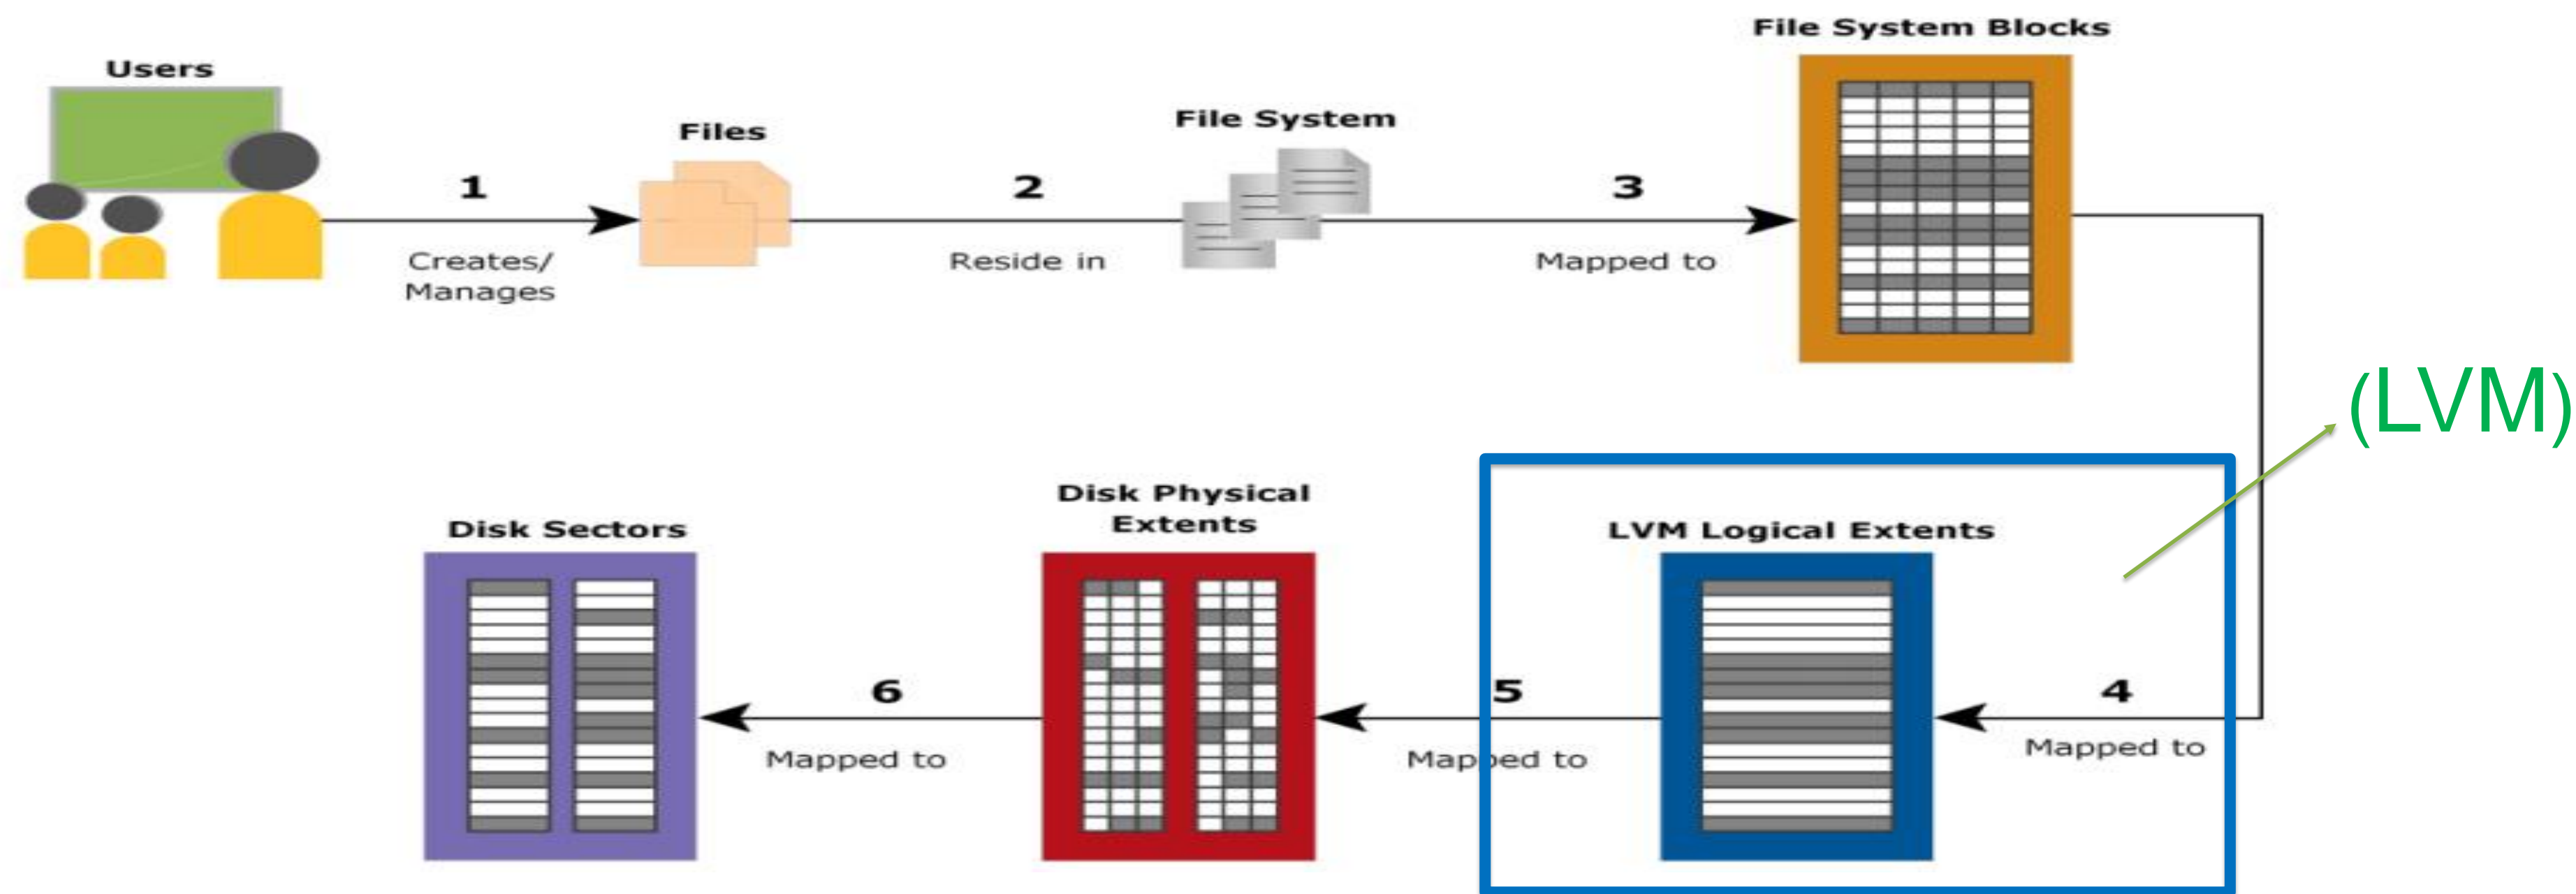 Users
1
Creates/
Manages
Files
2
Reside in
File System
3
Mapped to
File System Blocks
(LVM)
4
Mapped to
LVM Logical Extents
5
Mapped to
Disk Physical
Extents
6
Mapped to
Disk Sectors